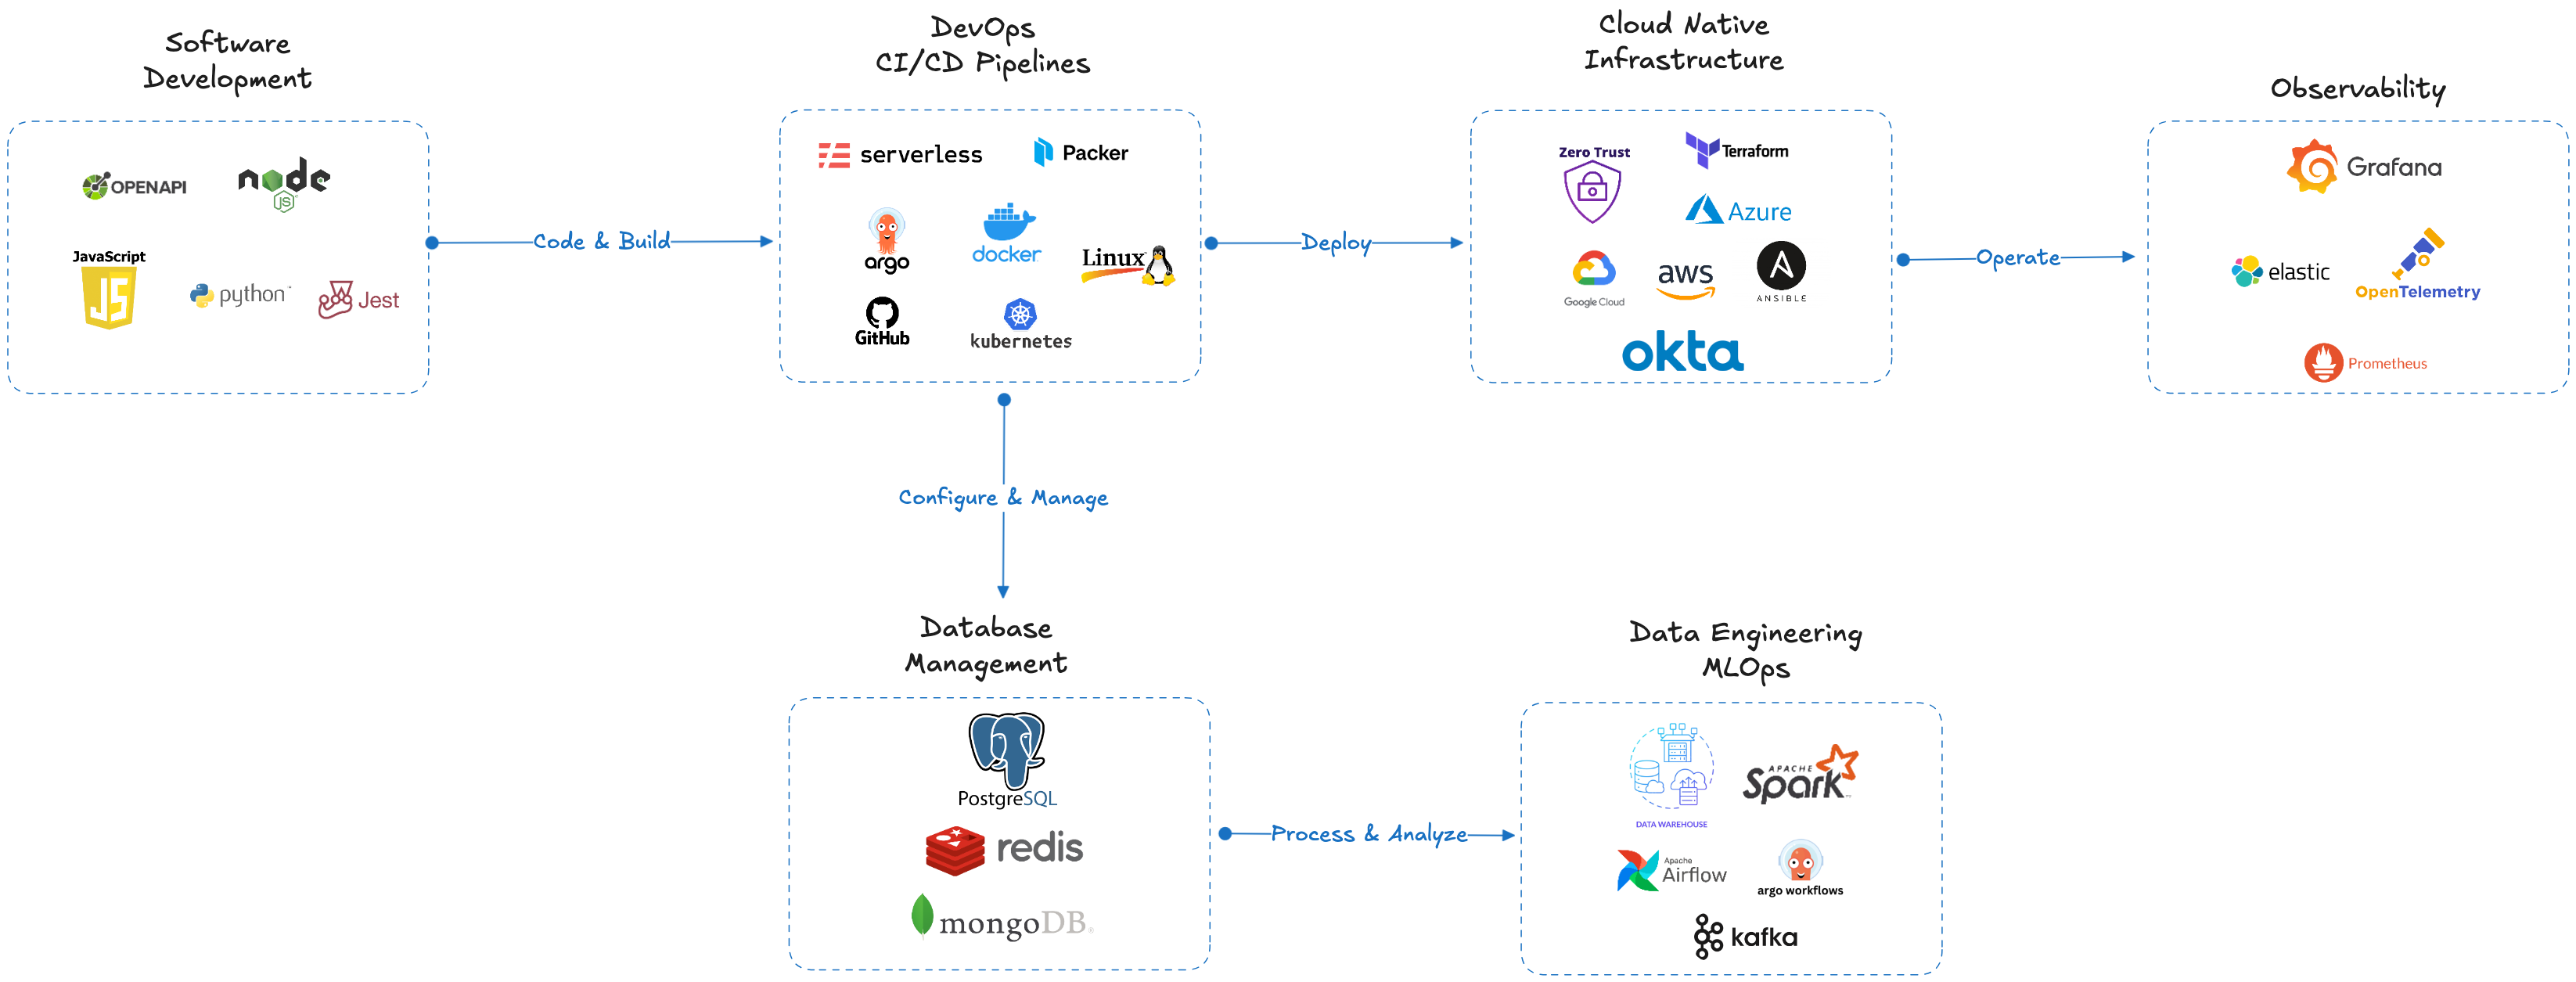 Software
Development
OPENAPI
node
JS
JavaScript
JS
python
Jest
Code & Build
DevOps
CI/CD Pipelines
serverless
Packer
argo
docker
Linux
GitHub
kubernetes
Deploy
Cloud Native
Infrastructure
Zero Trust
Terraform
Azure
Google Cloud
aws
ANSIBLE
okta
Operate
Observability
Grafana
elastic
OpenTelemetry
Prometheus
Configure & Manage
Database
Management
PostgreSQL
redis
mongoDB
Process & Analyze
Data Engineering
MLOps
DATA WAREHOUSE
APACHE
Spark
Apache
Airflow
argo workflows
kafka